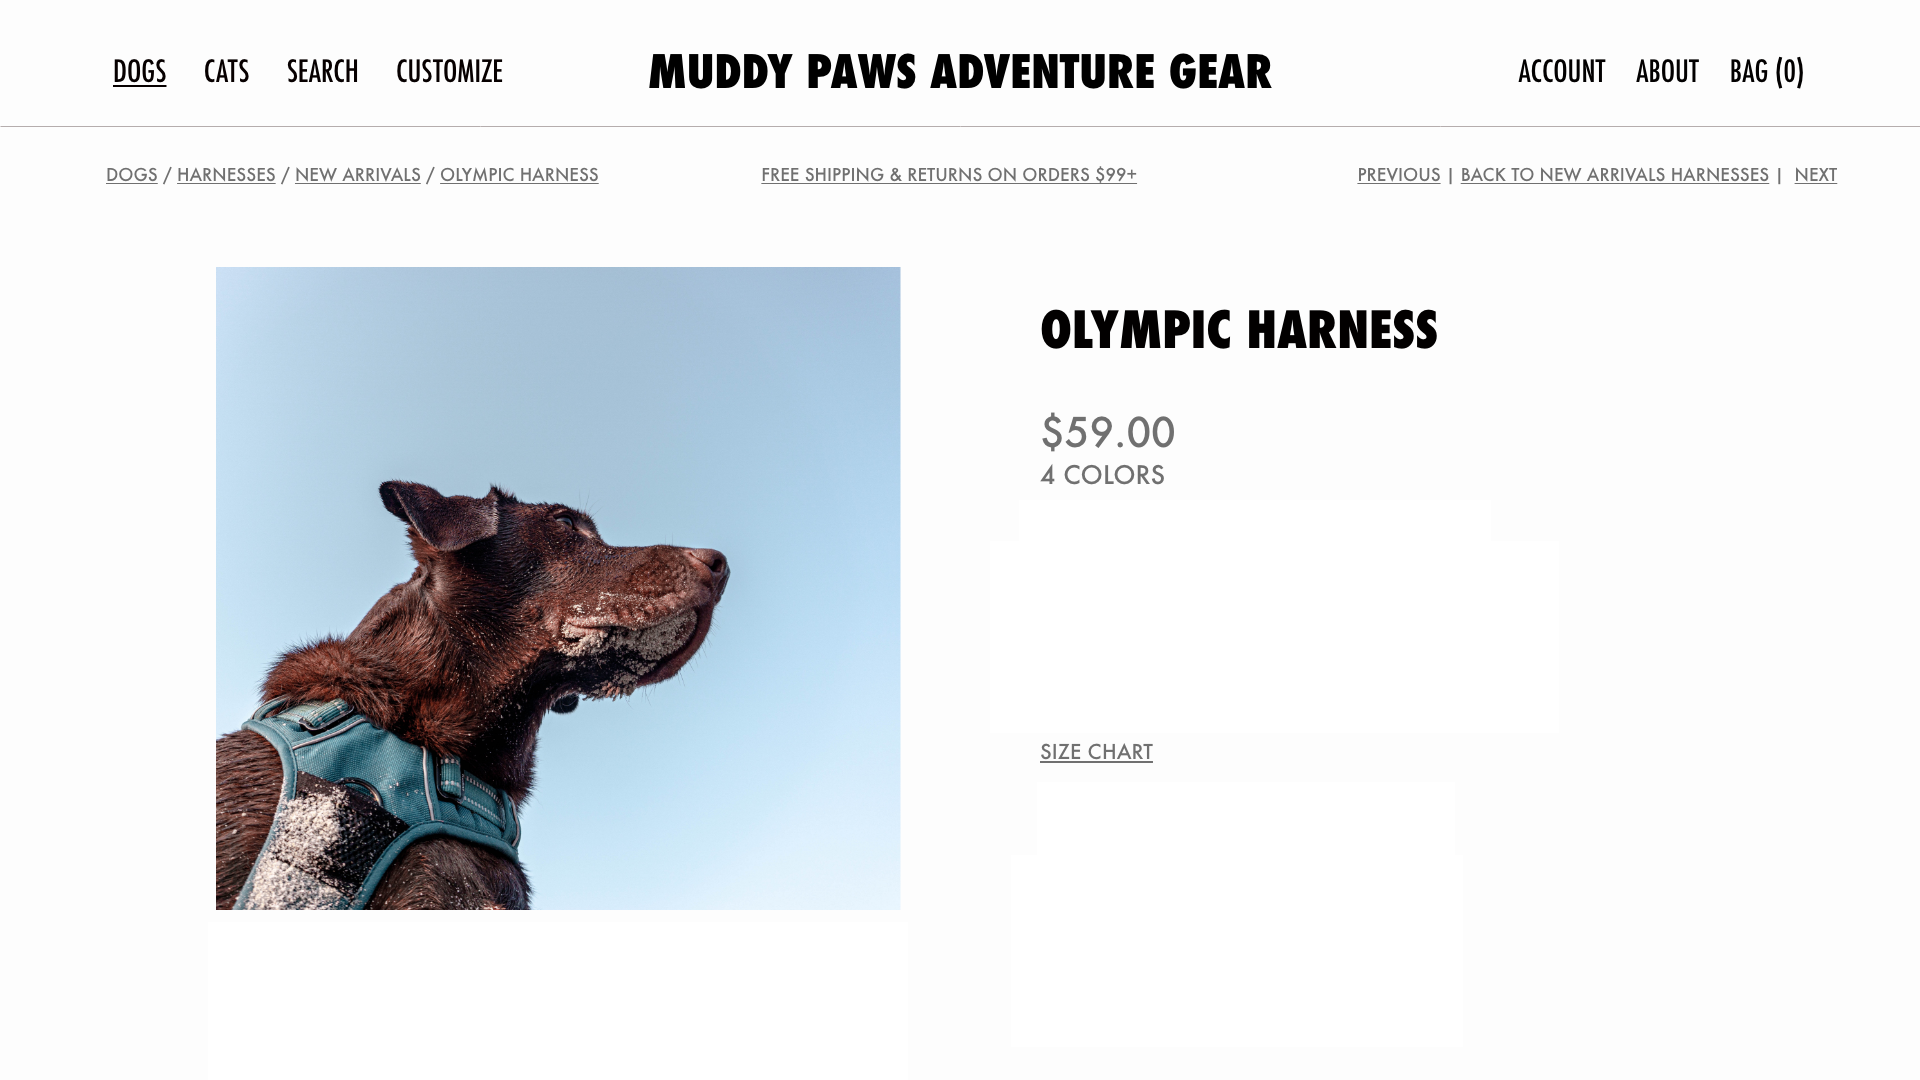 DOGS CATS SEARCH CUSTOMIZE MUDDY PAWS ADVENTURE GEAR ACCOUNT ABOUT BAG (0)
DOGS / HARNESSES / NEW ARRIVALS / OLYMPIC HARNESS FREE SHIPPING & RETURNS ON ORDERS $99+ PREVIOUS | BACK TO NEW ARRIVALS HARNESSES | NEXT
OLYMPIC HARNESS
$59.00
4 COLORS
SIZE CHART